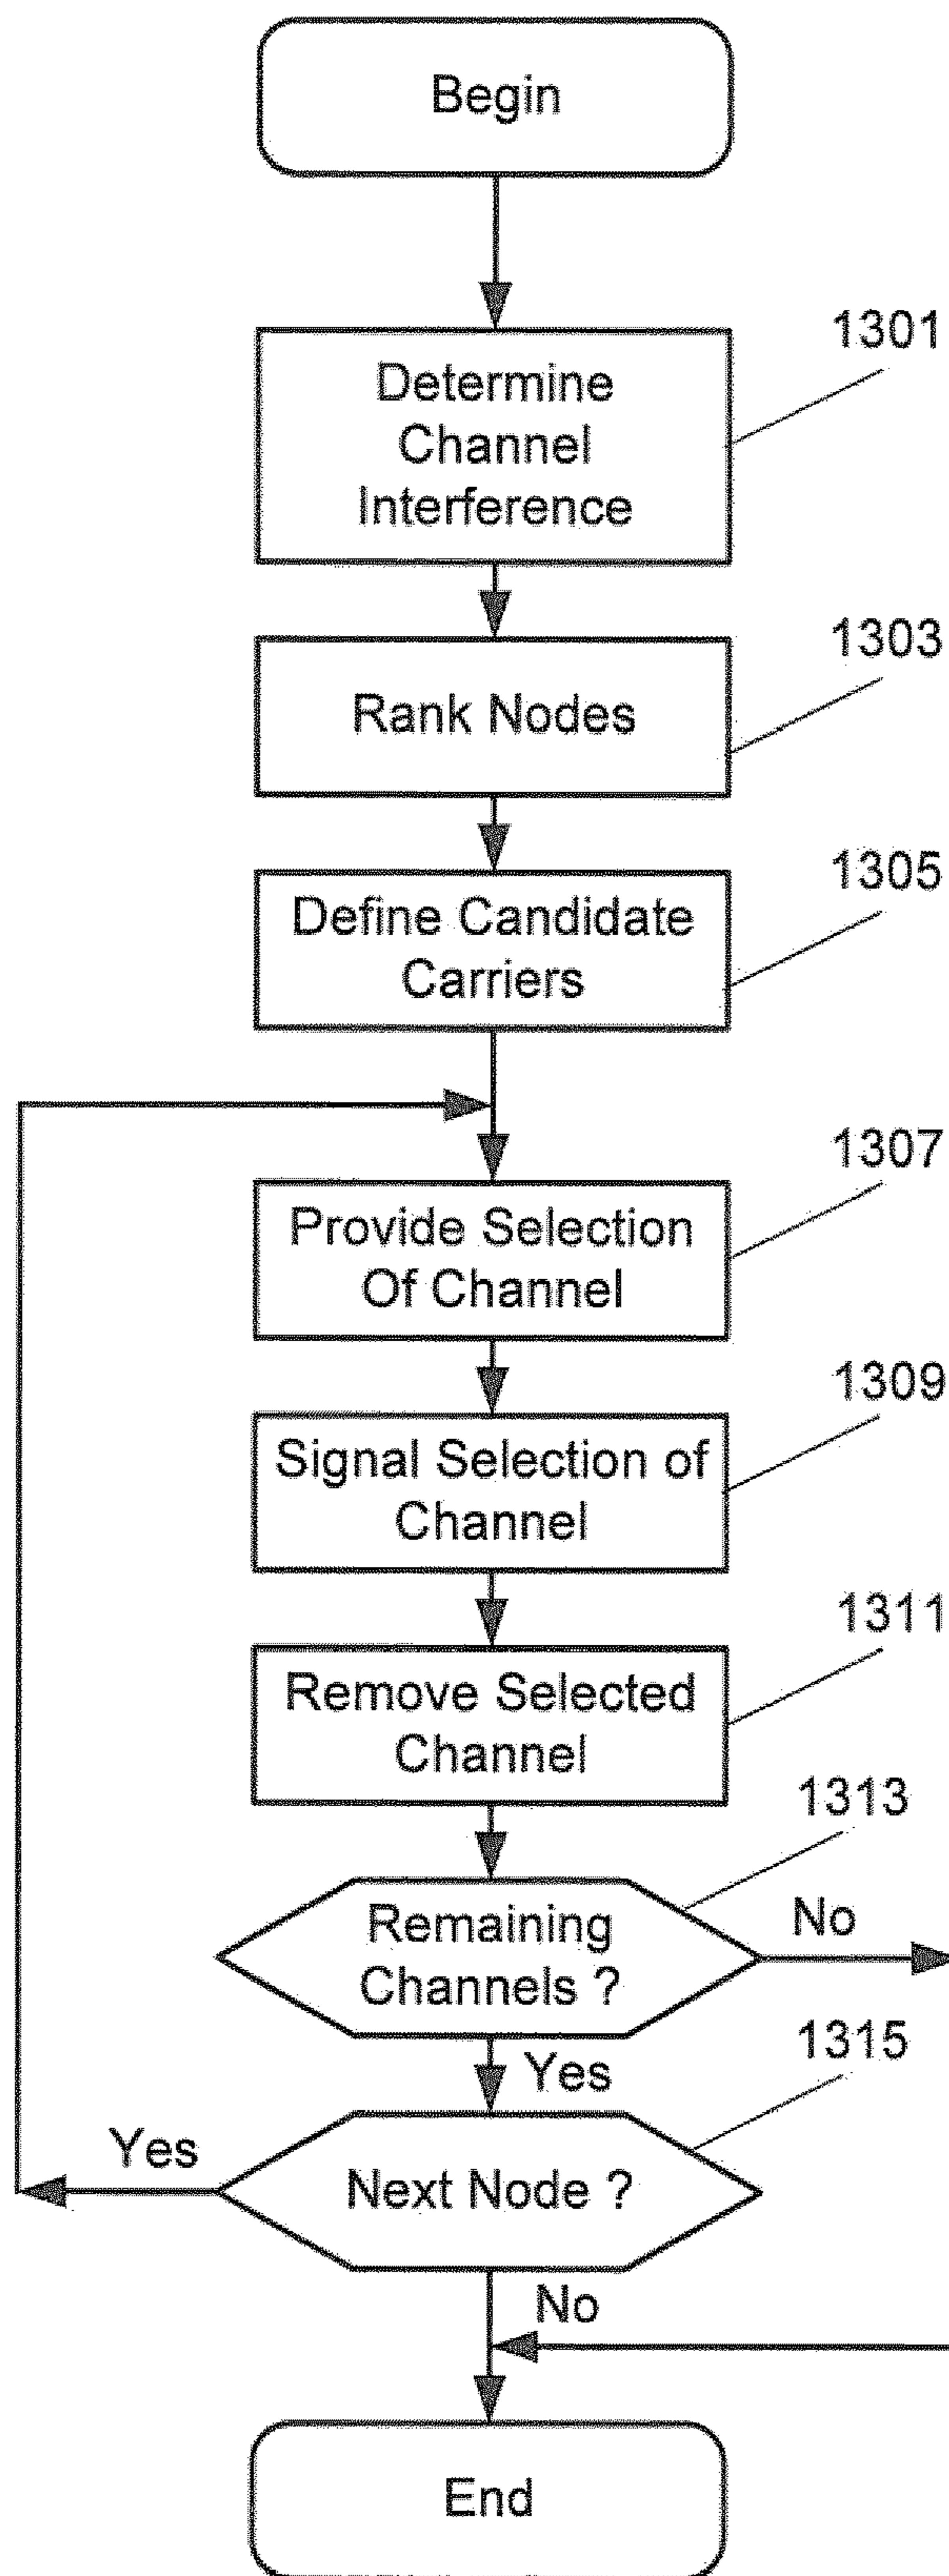 Begin
1301
Determine
Channel
Interference
1303
Rank Nodes
1305
Define Candidate
Carriers
1307
Provide Selection
Of Channel
1309
Signal Selection of
Channel
1311
Remove Selected
Channel
1313
Remaining
Channels ?
No
1315
Yes
Yes
Next Node ?
No
End